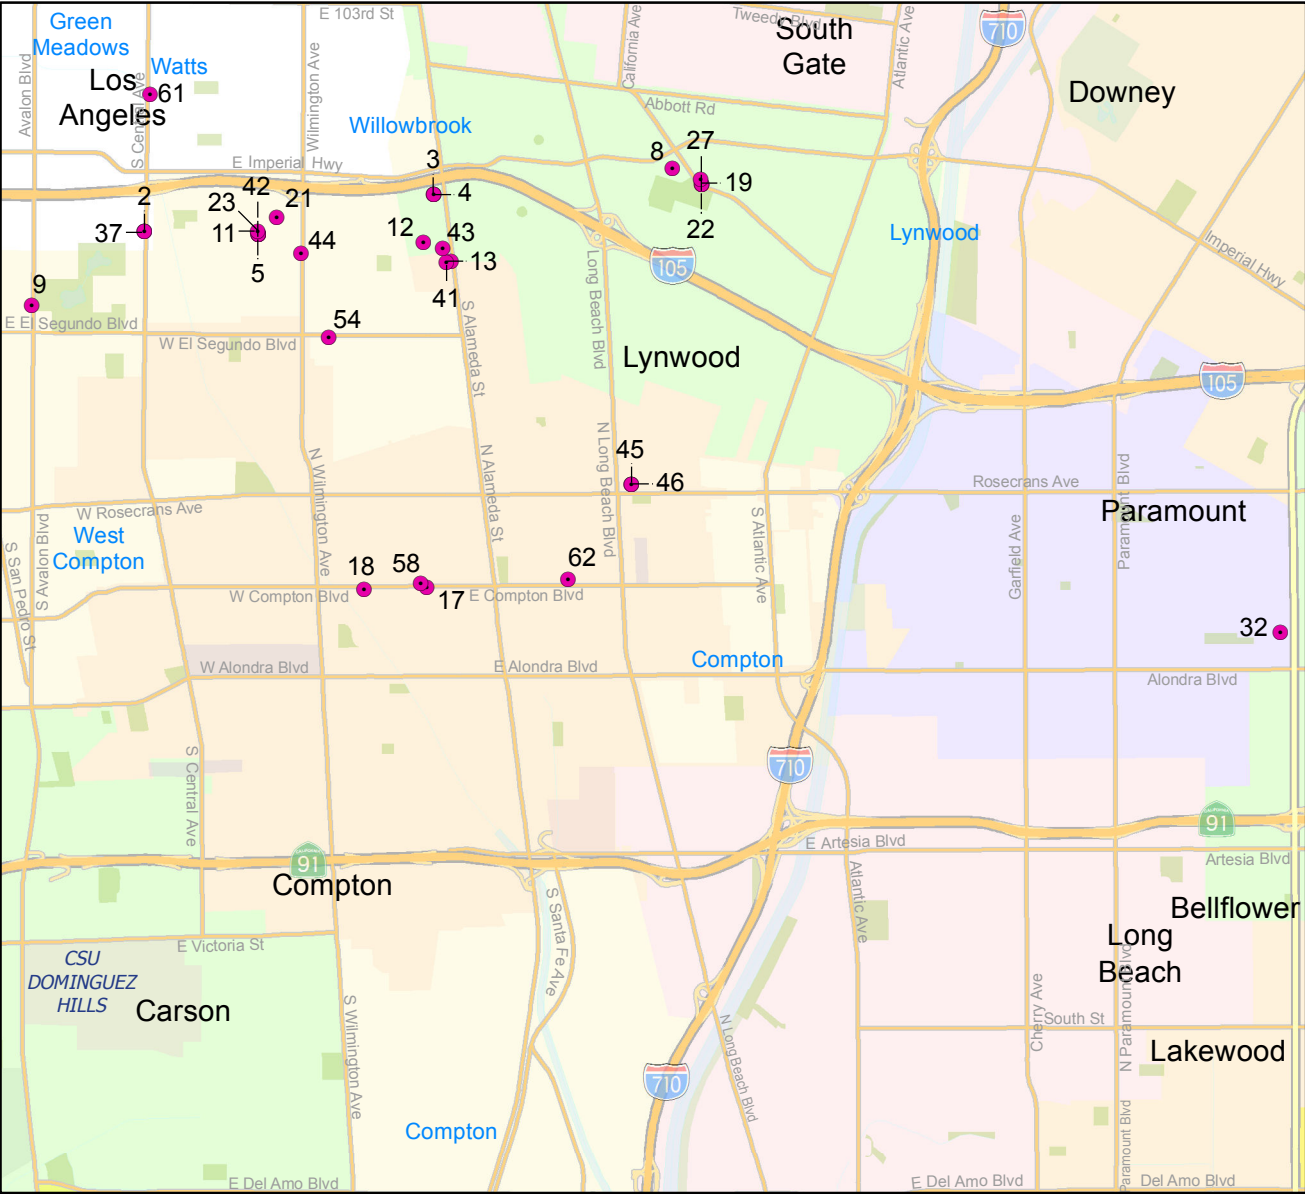 E 103rd St
Green
Meadows
California Ave
Tweedy Blvd
South
Gate
Atlantic Ave
710
Avalon Blvd
Los
Angeles
S Central Ave
Watts
61
Wilmington Ave
Willowbrook
Abbott Rd
Downey
E Imperial Hwy
3
4
8
27
19
22
2
37
42
23
11
5
21
44
12
43
13
41
Long Beach Blvd
105
Lynwood
Imperial Hwy
9
E El Segundo Blvd
W El Segundo Blvd
54
S Alameda St
Lynwood
105
N Wilmington Ave
N Alameda St
N Long Beach Blvd
45
46
Rosecrans Ave
Paramount Blvd
Paramount
W Rosecrans Ave
West
Compton
S San Pedro St
S Avalon Blvd
S Atlantic Ave
Garfield Ave
18
58
17
62
W Compton Blvd
E Compton Blvd
32
W Alondra Blvd
E Alondra Blvd
Compton
Alondra Blvd
S Central Ave
710
91
E Artesia Blvd
Artesia Blvd
91
Compton
S Santa Fe Ave
Atlantic Ave
Bellflower
Long
Beach
E Victoria St
CSU
DOMINGUEZ
HILLS
Carson
S Wilmington Ave
N Long Beach Blvd
Cherry Ave
South St
N Paramount Blvd
Lakewood
710
Compton
Paramount Blvd
E Del Amo Blvd
E Del Amo Blvd
Del Amo Blvd